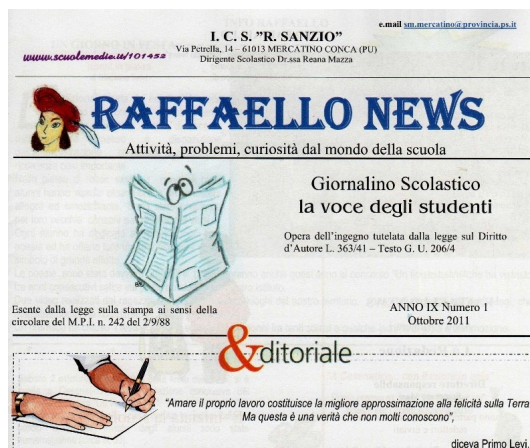 e.mail sm.mercatino@provincia.ps.it
I. C. S. "R. SANZIO"
Via Petrella, 14 – 61013 MERCATINO CONCA (PU)
www.scuolemedie.it/101452
Dirigente Scolastico Dr.ssa Reana Mazza
RAFFAELLO NEWS
Attività, problemi, curiosità dal mondo della scuola
Giornalino Scolastico
la voce degli studenti
Opera dell'ingegno tutelata dalla legge sul Diritto
d'Autore L. 363/41 – Testo G. U. 206/4
Esente dalla legge sulla stampa ai sensi della
circolare del M.P.I. n. 242 del 2/9/88
ANNO IX Numero 1
Ottobre 2011
&ditoriale
"Amare il proprio lavoro costituisce la migliore approssimazione alla felicità sulla Terra
Ma questa è una verità che non molti conoscono",
diceva Primo Levi